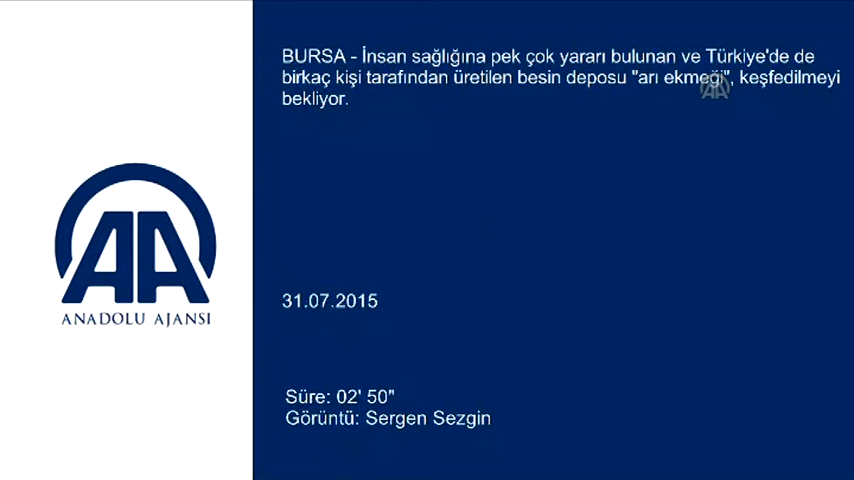 BURSA - İnsan sağlığına pek çok yararı bulunan ve Türkiye'de de
birkaç kişi tarafından üretilen besin deposu "arı ekmeği", keşfedilmeyi
bekliyor.
AA
AA
ANADOLU AJANSI
31.07.2015
Süre: 02' 50"
Görüntü: Sergen Sezgin